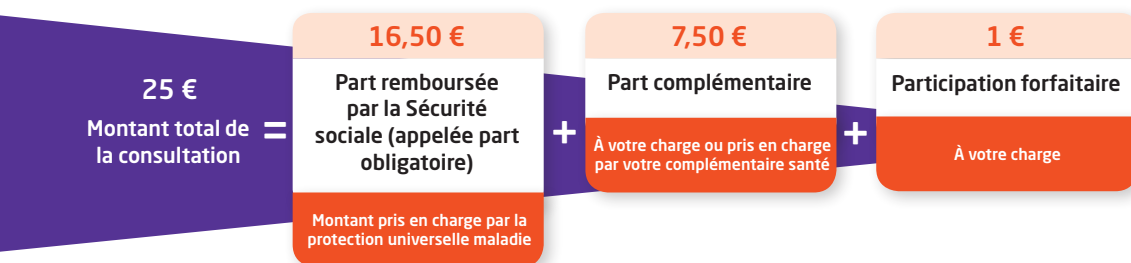 25 €
Montant total de
la consultation
=
16,50 €
Part remboursée
par la Sécurité
sociale (appelée part
obligatoire)
Montant pris en charge par la
protection universelle maladie
+
7,50 €
Part complémentaire
À votre charge ou pris en charge
par votre complémentaire santé
+
1 €
Participation forfaitaire
À votre charge